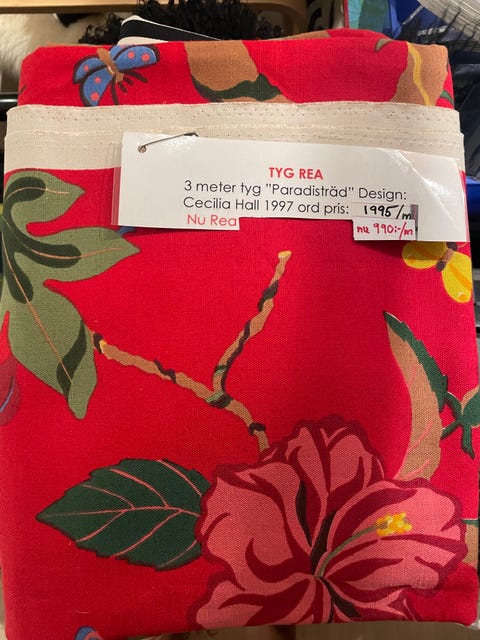 TYG REA
3 meter tyg ”Paradisträd” Design:
Cecilia Hall 1997 ord pris: 1995/m
Nu Rea nu 990:-/m